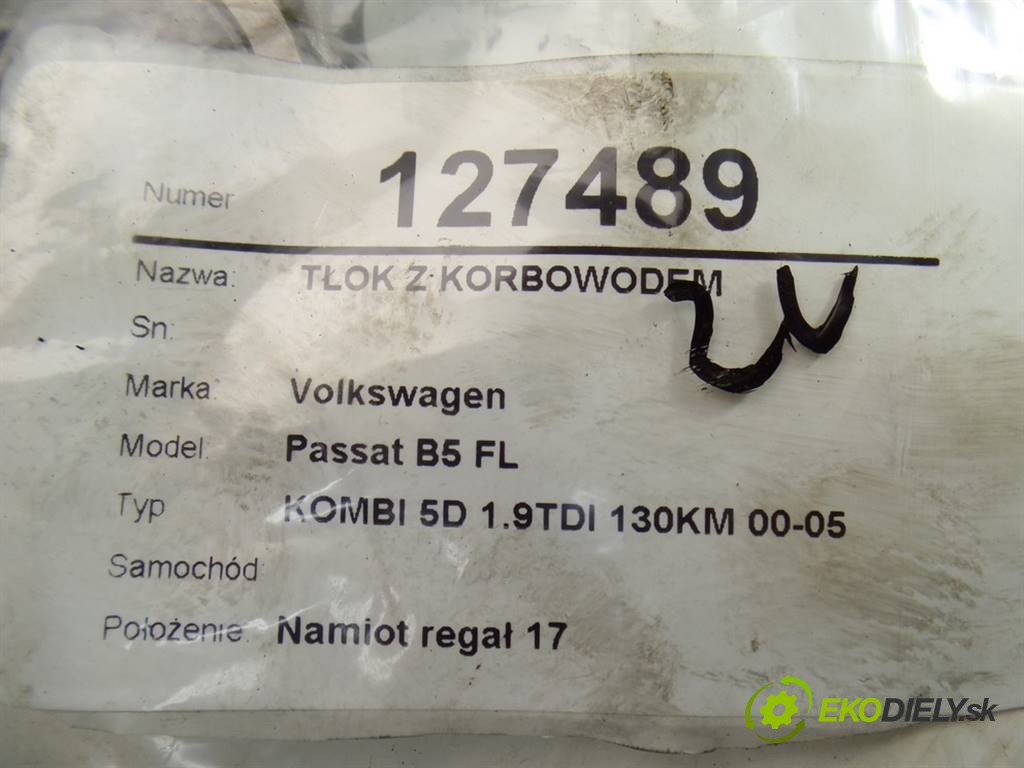 Numer 127489
Nazwa: TŁOK Z KORBOWODEM
Sn:
Marka: Volkswagen
Model: Passat B5 FL
Typ KOMBI 5D 1.9TDI 130KM 00-05
Samochód
Położenie: Namiot regał 17
EKODIELY.sk